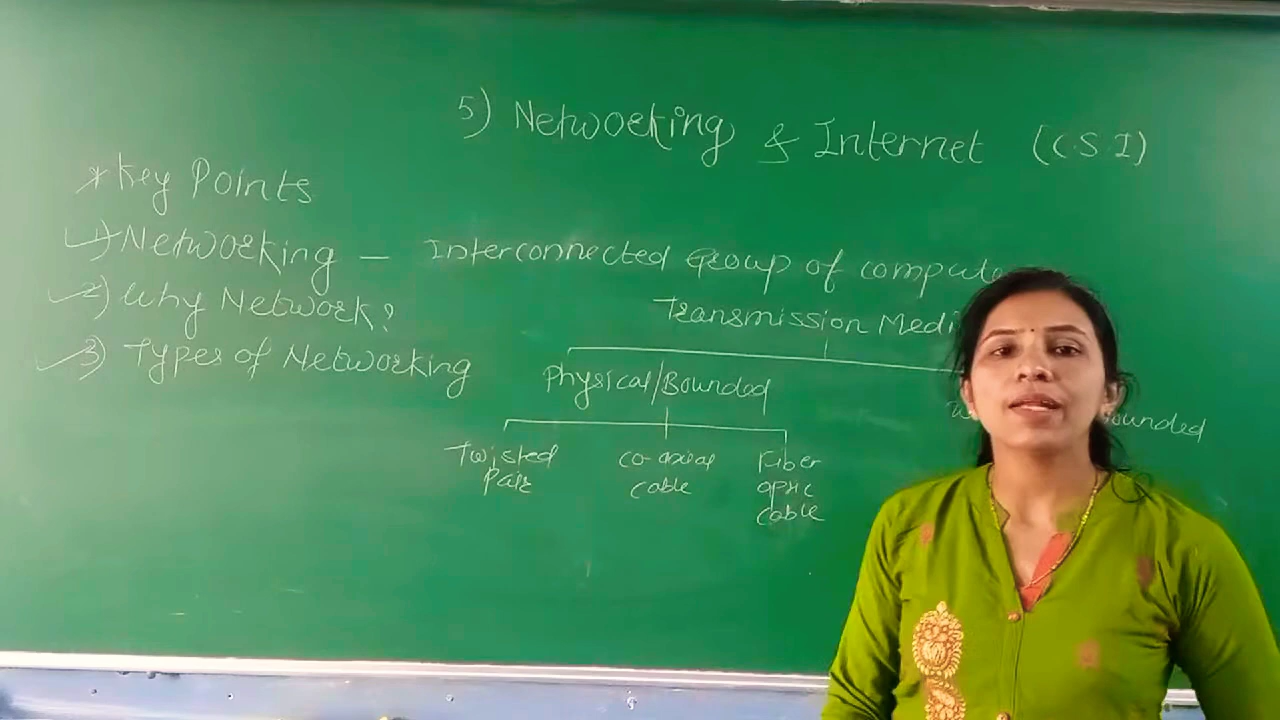 5) Networking & Internet (C.S.I)
* Key Points
1) Networking — Interconnected Group of compute
2) Why Network?
Transmission Medi
3) Types of Networking
Physical/Bounded
ounded
Twisted Pair
Co-axial cable
Fiber optic cable